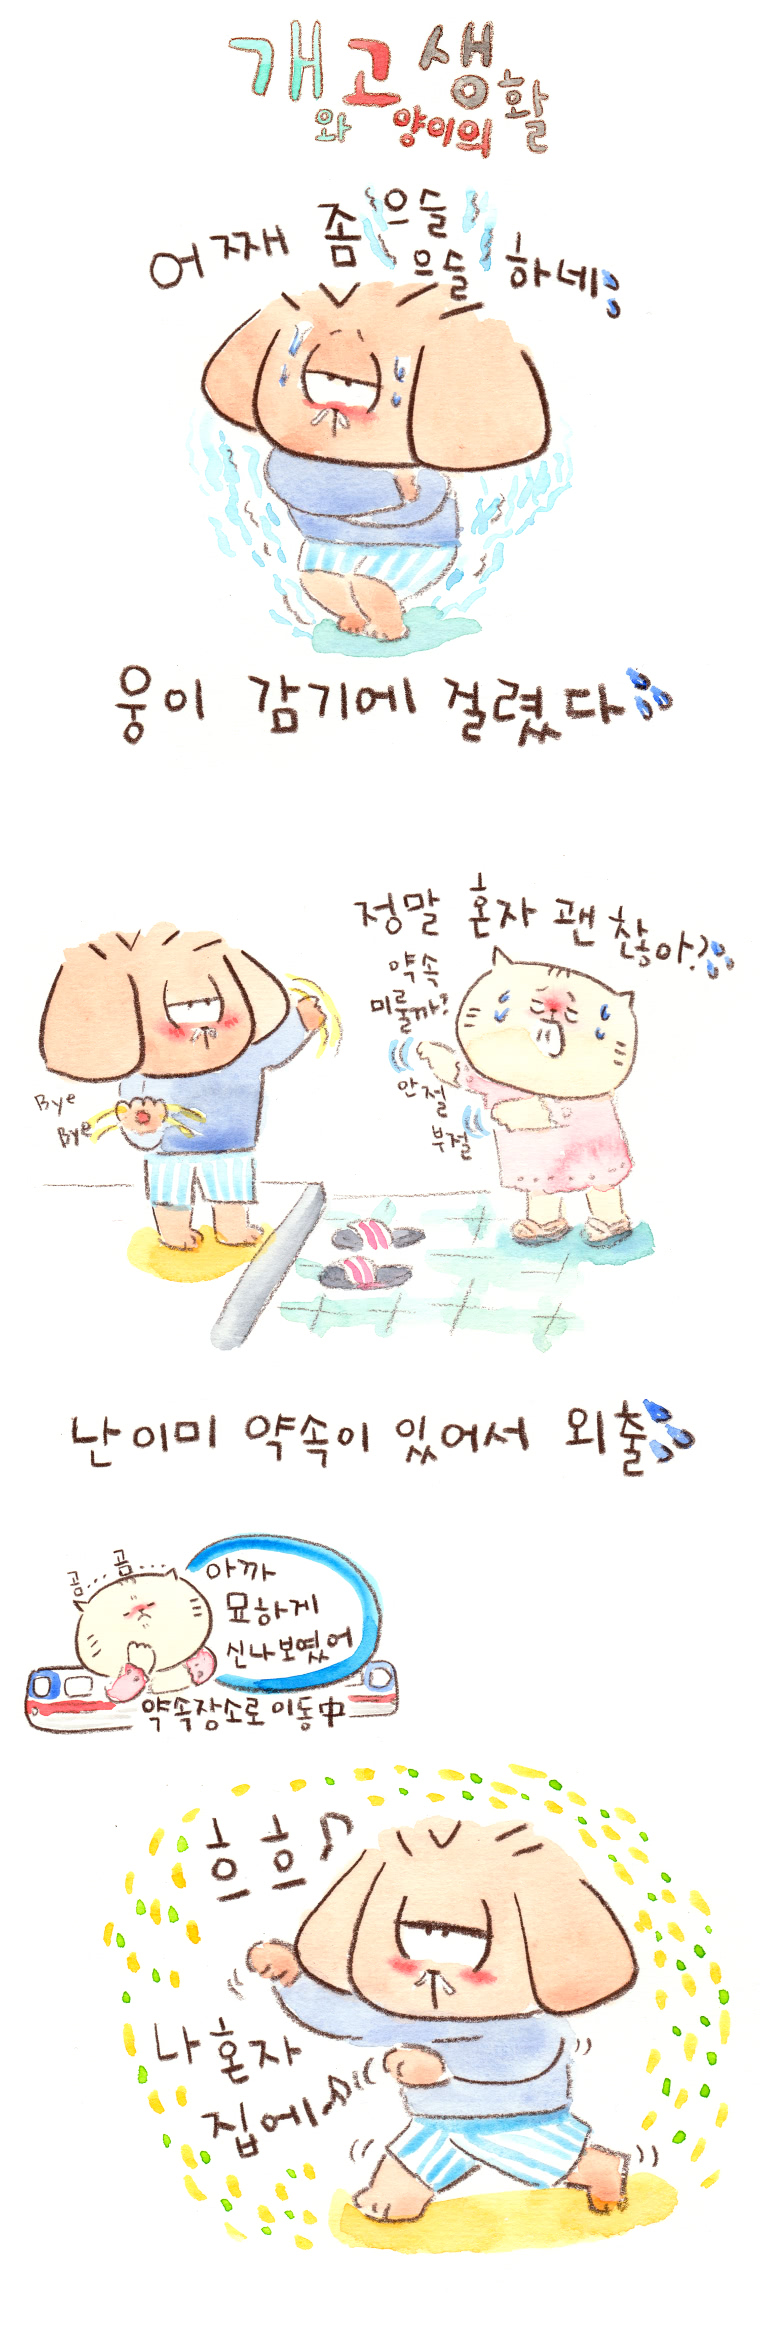 개와 고양이의 생활
어째 좀 으슬
으슬 하네
웅이 감기에 걸렸다
정말 혼자 괜찮아?
약속
미룰까?
안절
부절
Bye
Bye
난 이미 약속이 있어서 외출
곰... 곰....
아까
묘하게
신나보였어
약속장소로 이동中
흐흐♪
나 혼자
집에♪